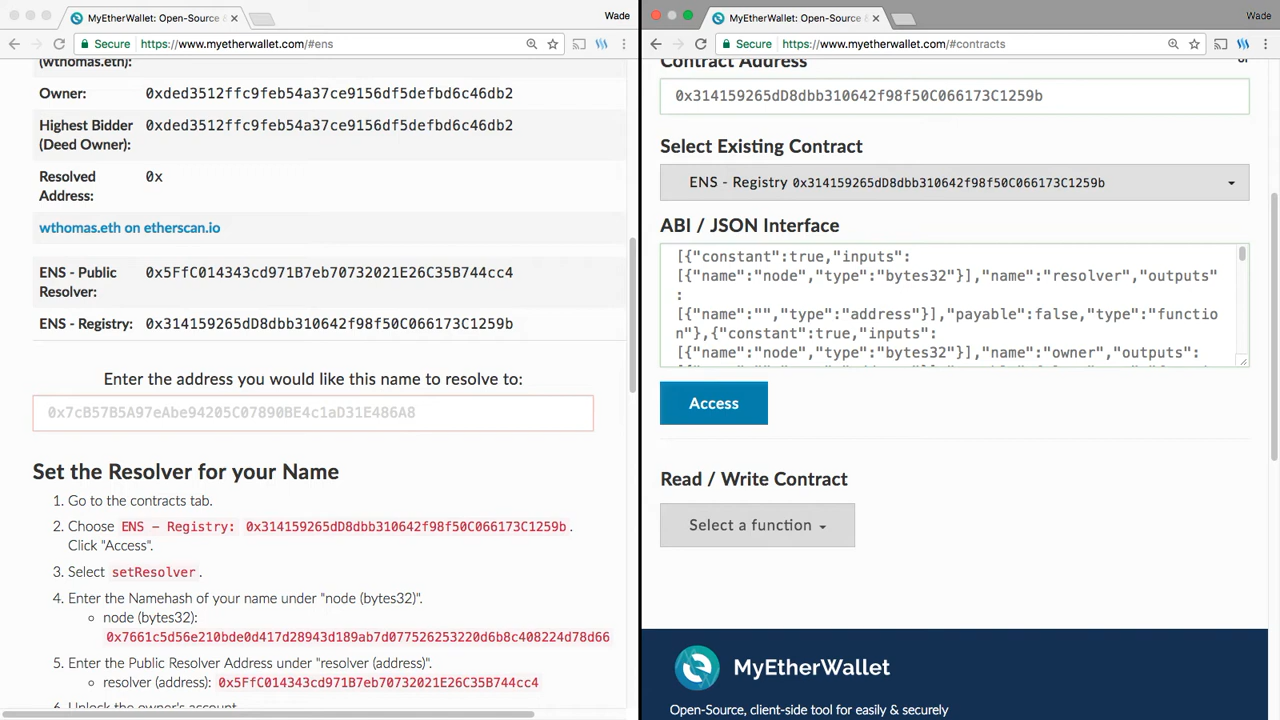 MyEtherWallet: Open-Source &
Wade
Secure
https://www.myetherwallet.com/#ens
(wthomas.eth):
Owner:
0xded3512ffc9feb54a37ce9156df5defbd6c46db2
Highest Bidder
(Deed Owner):
0xded3512ffc9feb54a37ce9156df5defbd6c46db2
Resolved
Address:
0x
wthomas.eth on etherscan.io
ENS - Public
Resolver:
0x5FfC014343cd971B7eb70732021E26C35B744cc4
ENS - Registry:
0x314159265dD8dbb310642f98f50C066173C1259b
Enter the address you would like this name to resolve to:
0x7cB57B5A97eAbe94205C07890BE4c1aD31E486A8
Set the Resolver for your Name
1. Go to the contracts tab.
2. Choose ENS - Registry: 0x314159265dD8dbb310642f98f50C066173C1259b.
Click "Access".
3. Select setResolver.
4. Enter the Namehash of your name under "node (bytes32)".
node (bytes32):
0x7661c5d56e210bde0d417d28943d189ab7d077526253220d6b8c408224d78d66
5. Enter the Public Resolver Address under "resolver (address)".
resolver (address): 0x5FfC014343cd971B7eb70732021E26C35B744cc4
6. Unlock the owner's account
MyEtherWallet: Open-Source &
Wade
Secure
https://www.myetherwallet.com/#contracts
Contract Address
or
0x314159265dD8dbb310642f98f50C066173C1259b
Select Existing Contract
ENS - Registry 0x314159265dD8dbb310642f98f50C066173C1259b
ABI / JSON Interface
[{"constant":true,"inputs":
[{"name":"node","type":"bytes32"}],"name":"resolver","outputs"
:
[{"name":"","type":"address"}],"payable":false,"type":"functio
n"},{"constant":true,"inputs":
[{"name":"node","type":"bytes32"}],"name":"owner","outputs":
Access
Read / Write Contract
Select a function
MyEtherWallet
Open-Source, client-side tool for easily & securely